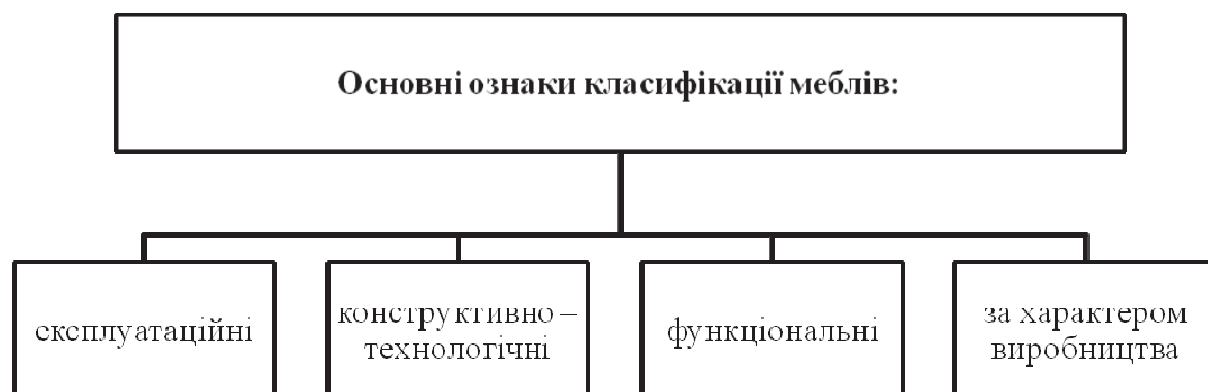 Основні ознаки класифікації меблів:
експлуатаційні
конструктивно –
технологічні
функціональні
за характером
виробництва